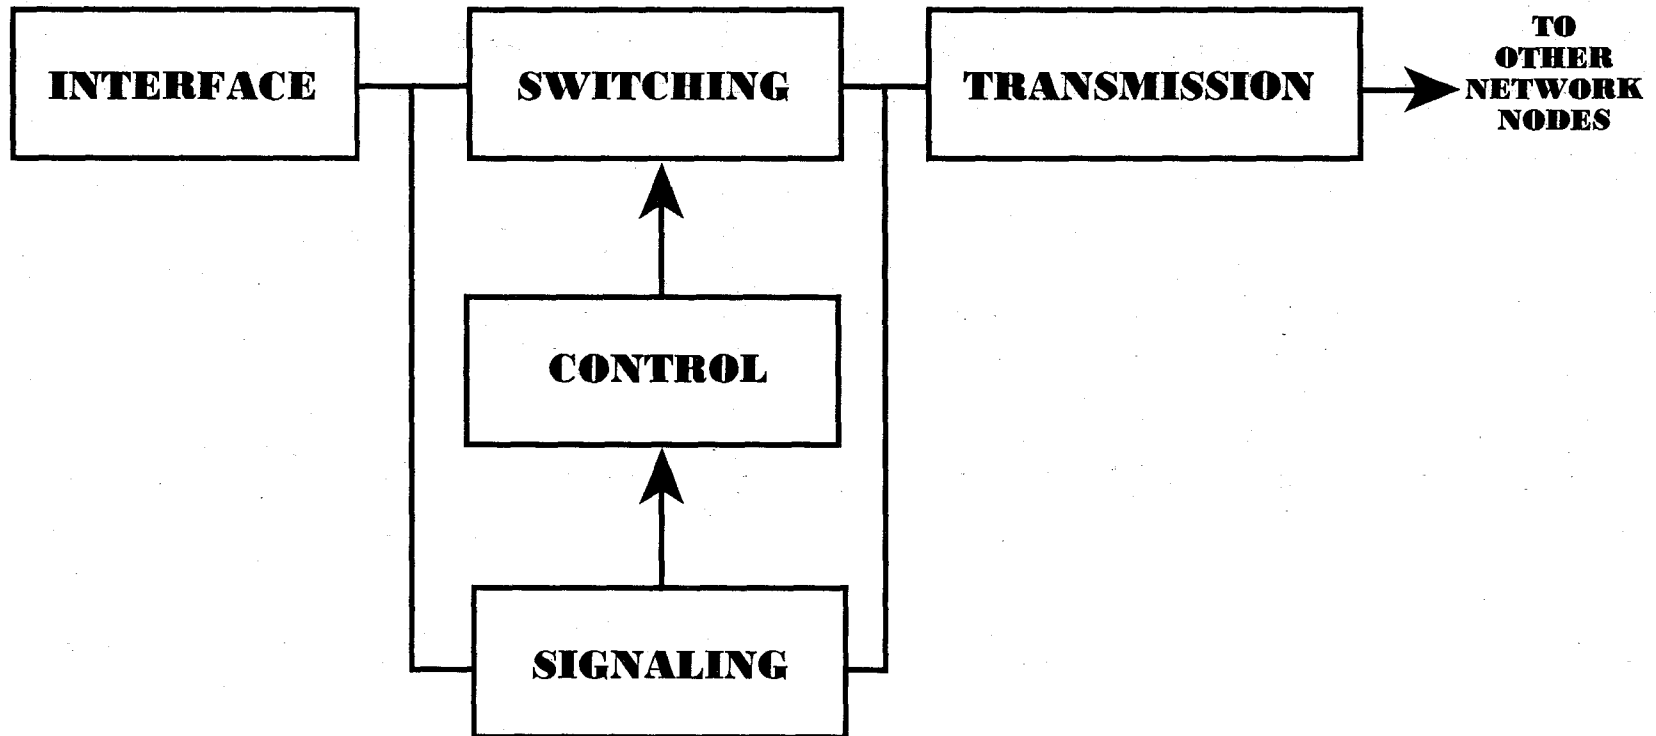 INTERFACE
SWITCHING
TRANSMISSION
TO
OTHER
NETWORK
NODES
CONTROL
SIGNALING